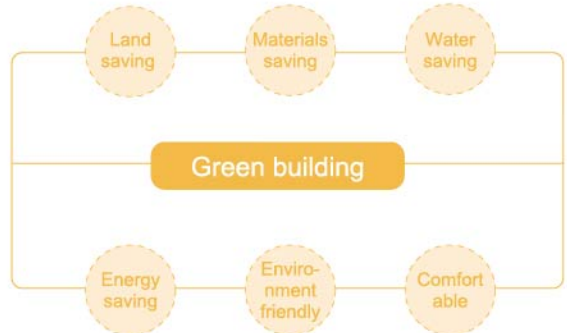 Land
saving
Materials
saving
Water
saving
Green building
Energy
saving
Enviro-
nment
friendly
Comfort
able